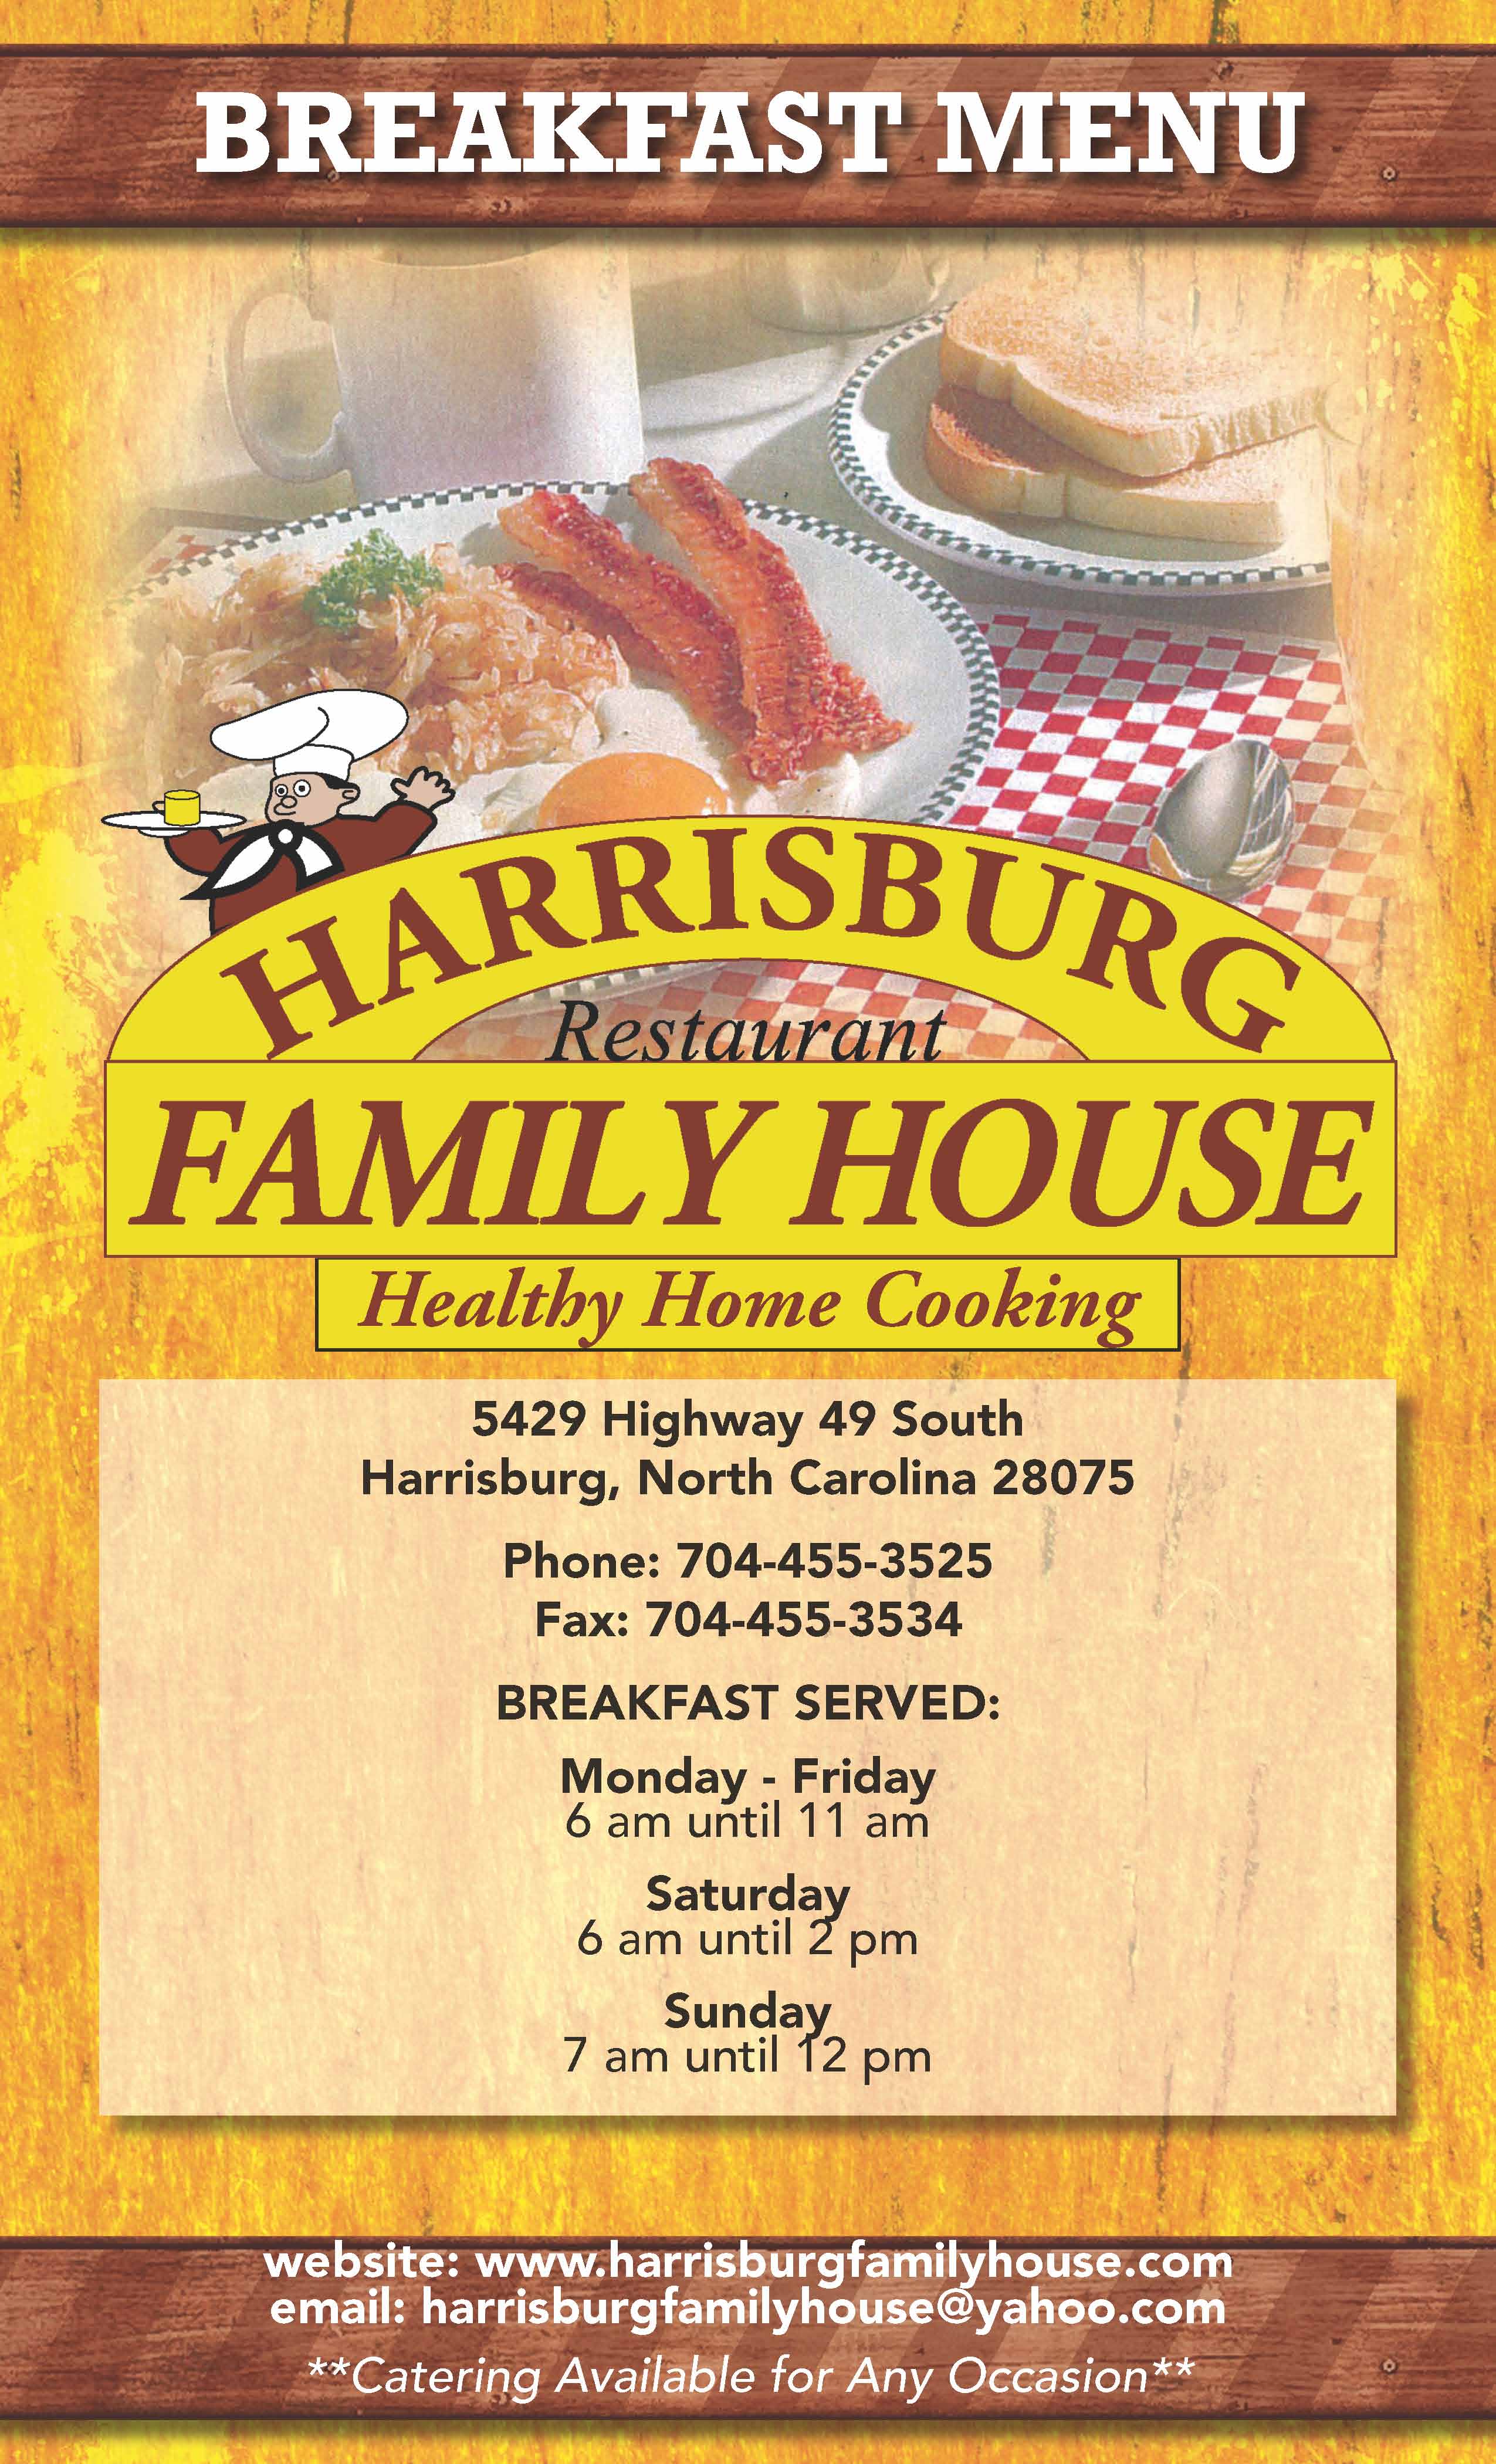 BREAKFAST MENU
HARRISBURG
Restaurant
FAMILY HOUSE
Healthy Home Cooking
5429 Highway 49 South
Harrisburg, North Carolina 28075
Phone: 704-455-3525
Fax: 704-455-3534
BREAKFAST SERVED:
Monday - Friday
6 am until 11 am
Saturday
6 am until 2 pm
Sunday
7 am until 12 pm
website: www.harrisburgfamilyhouse.com
email: harrisburgfamilyhouse@yahoo.com
**Catering Available for Any Occasion**